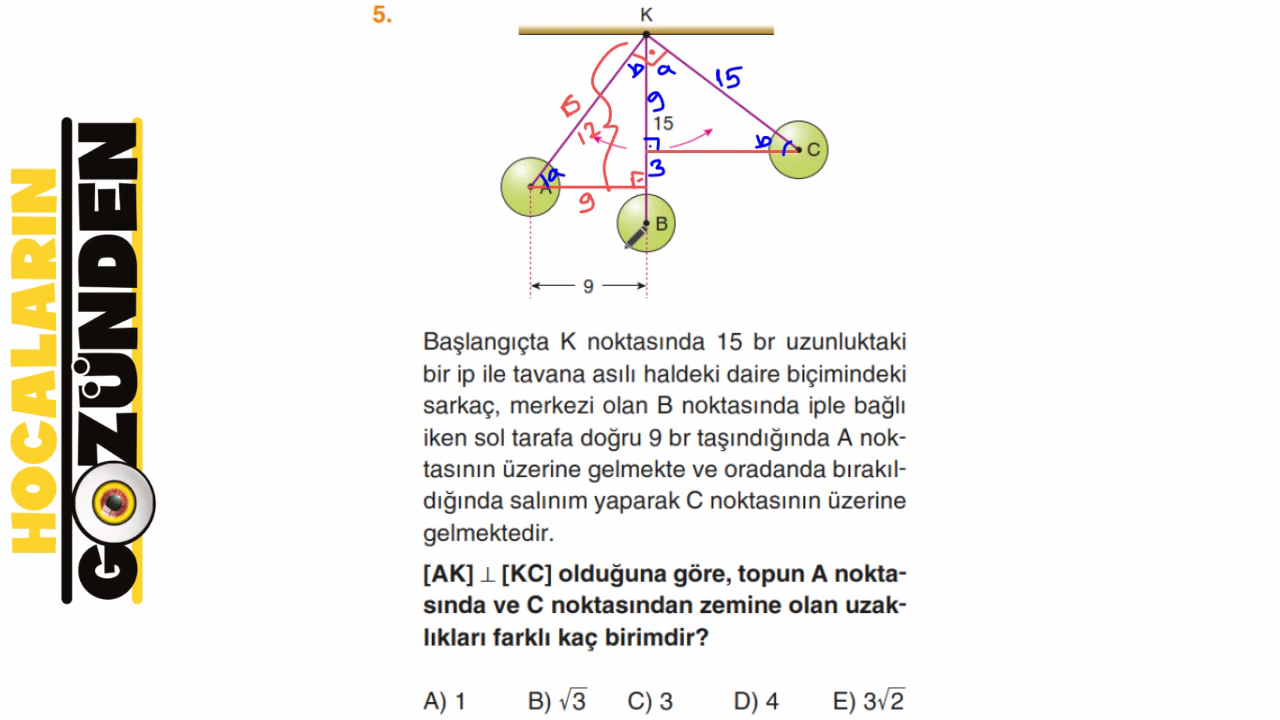 HOCALARIN
GÖZÜNDEN
5.
K
b
a
15
9
15
12
15
b
C
3
a
A
9
B
9
Başlangıçta K noktasında 15 br uzunluktaki
bir ip ile tavana asılı haldeki daire biçimindeki
sarkaç, merkezi olan B noktasında iple bağlı
iken sol tarafa doğru 9 br taşındığında A nok-
tasının üzerine gelmekte ve oradanda bırakıl-
dığında salınım yaparak C noktasının üzerine
gelmektedir.
[AK] ⊥ [KC] olduğuna göre, topun A nokta-
sında ve C noktasından zemine olan uzak-
lıkları farklı kaç birimdir?
A) 1 B) √3 C) 3 D) 4 E) 3√2